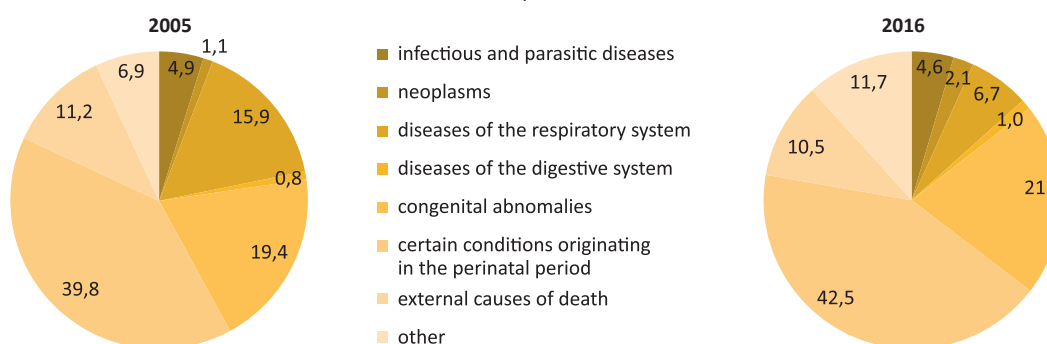 2005
1,1
4,9
6,9
11,2
15,9
0,8
19,4
39,8
infectious and parasitic diseases
neoplasms
diseases of the respiratory system
diseases of the digestive system
congenital abnomalies
certain conditions originating
in the perinatal period
external causes of death
other
2016
4,6
2,1
6,7
1,0
11,7
10,5
21
42,5